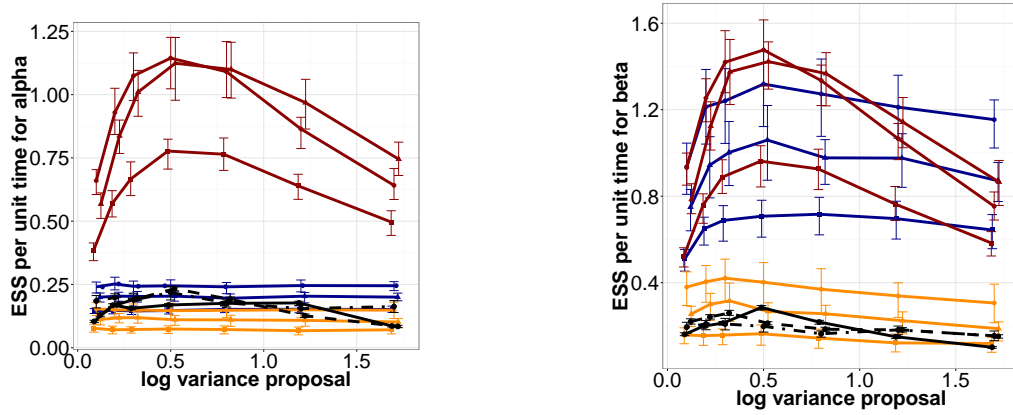 ESS per unit time for alpha
1.25
1.00
0.75
0.50
0.25
0.00
0.0 0.5 1.0 1.5
log variance proposal
ESS per unit time for beta
1.6
1.2
0.8
0.4
0.0 0.5 1.0 1.5
log variance proposal